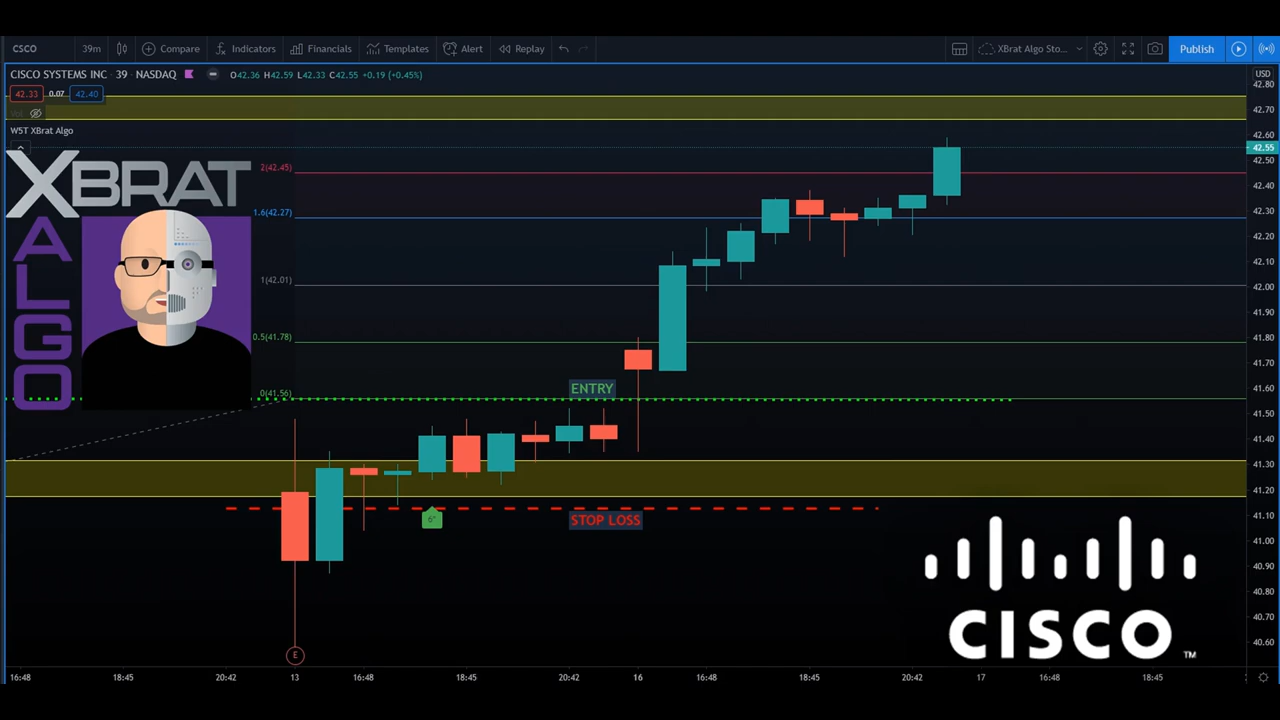 CSCO 39m Compare Indicators Financials Templates Alert Replay XBrat Algo Sto... Publish
CISCO SYSTEMS INC · 39 · NASDAQ O42.36 H42.59 L42.33 C42.55 +0.19 (+0.45%)
USD
42.33 0.07 42.40
Vol
W5T XBrat Algo
XBRAT
ALGO
2(42.45)
1.6(42.27)
1(42.01)
0.5(41.78)
0(41.56)
ENTRY
STOP LOSS
6*
E
42.80
42.70
42.60
42.55
42.50
42.40
42.30
42.20
42.10
42.00
41.90
41.80
41.70
41.60
41.50
41.40
41.30
41.20
41.10
41.00
40.90
40.80
40.70
40.60
CISCO
TM
16:48 18:45 20:42 13 16:48 18:45 20:42 16 16:48 18:45 20:42 17 16:48 18:45